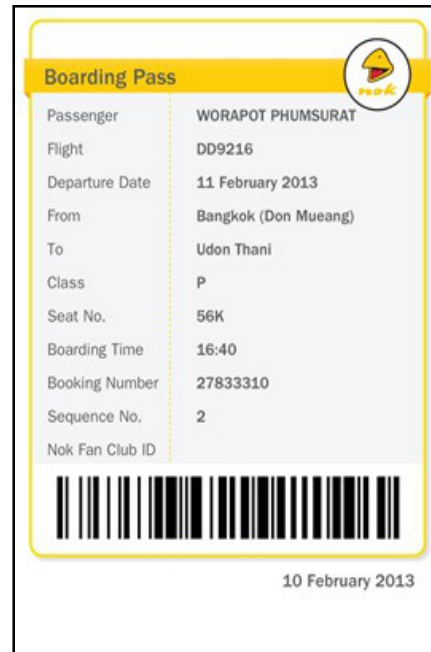 Boarding Pass
nok
Passenger WORAPOT PHUMSURAT
Flight DD9216
Departure Date 11 February 2013
From Bangkok (Don Mueang)
To Udon Thani
Class P
Seat No. 56K
Boarding Time 16:40
Booking Number 27833310
Sequence No. 2
Nok Fan Club ID
10 February 2013